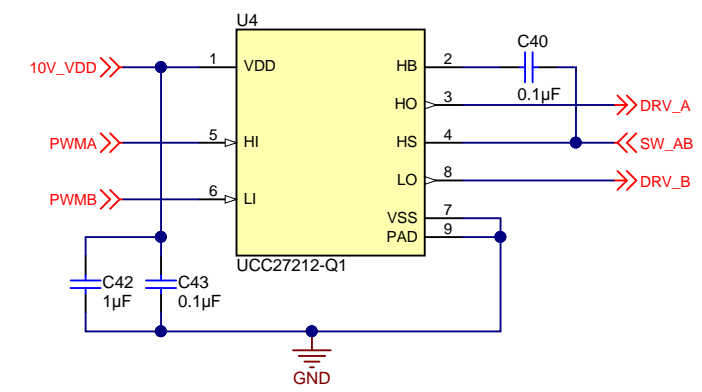 U4
C40
10V_VDD
1
VDD
HB
2
0.1µF
HO
3
DRV_A
PWMA
5
HI
HS
4
SW_AB
PWMB
6
LI
LO
8
DRV_B
VSS
7
PAD
9
UCC27212-Q1
C42
1µF
C43
0.1µF
GND